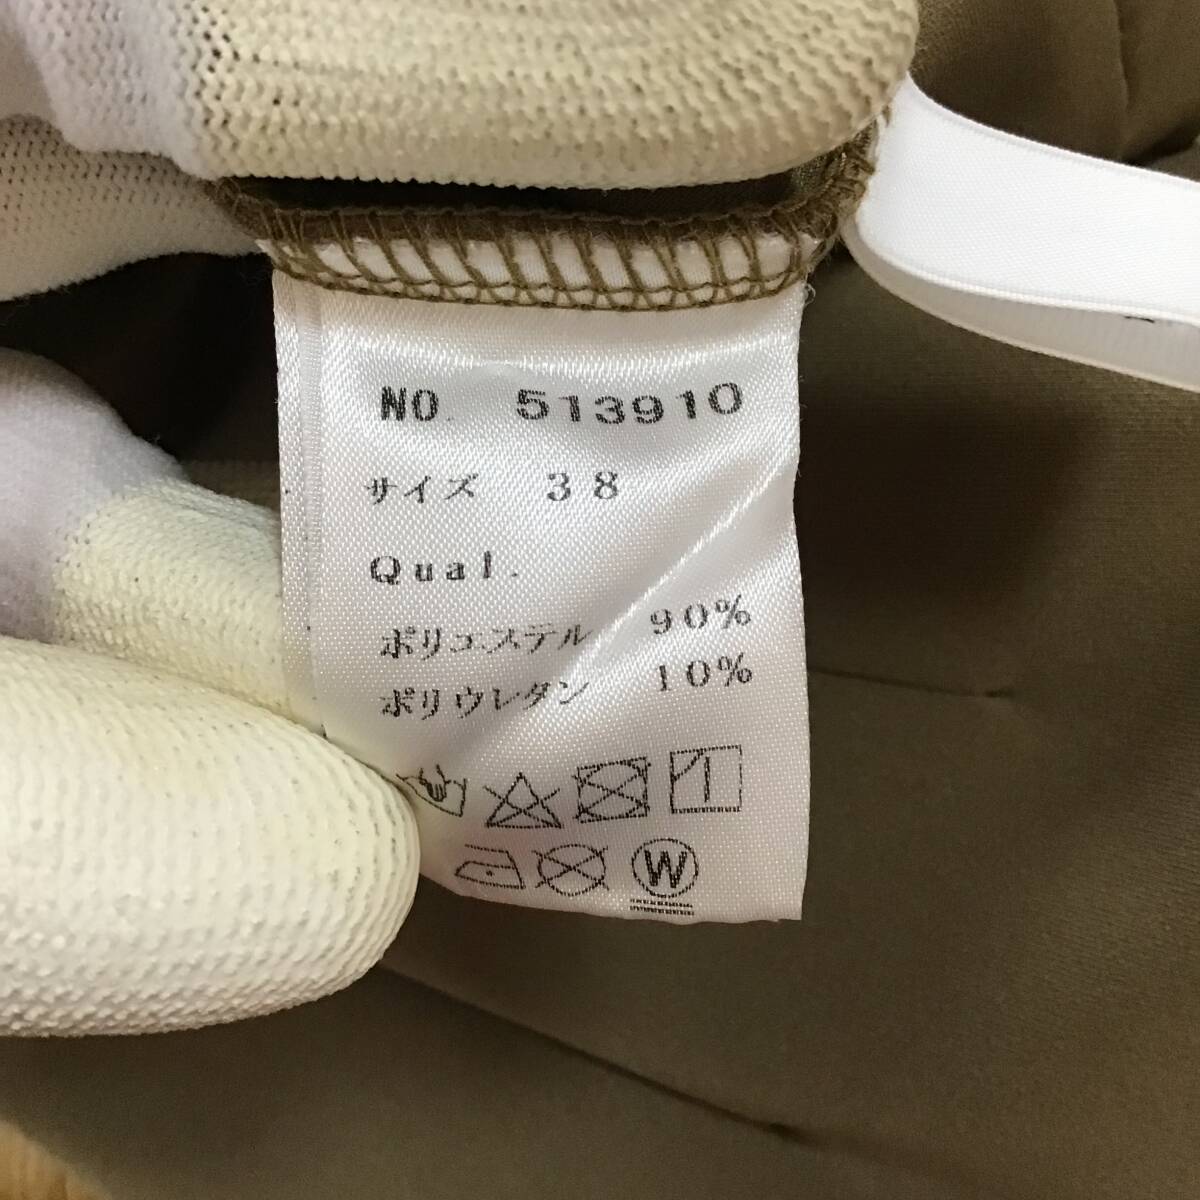 NO. 513910
サイズ 38
Qual.
ポリエステル 90%
ポリウレタン 10%
W